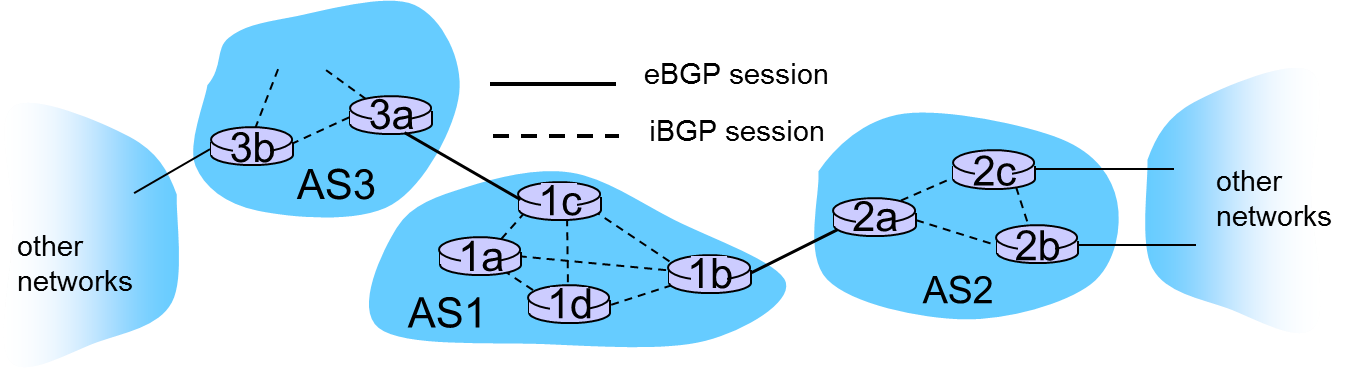 eBGP session
iBGP session
3a
3b
AS3
1c
1a
1b
1d
AS1
2c
2a
2b
AS2
other
networks
other
networks